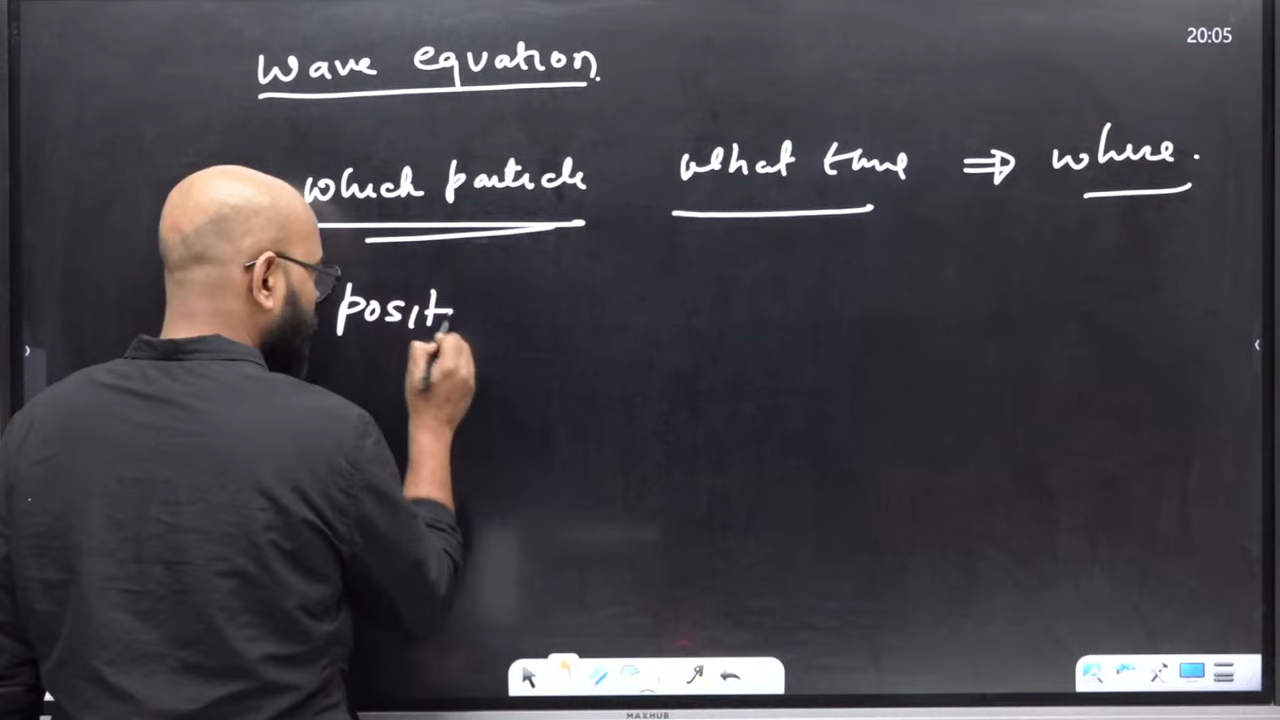 20:05
Wave equation.
which particle what time ⇒ where.
posit
MAXHUB